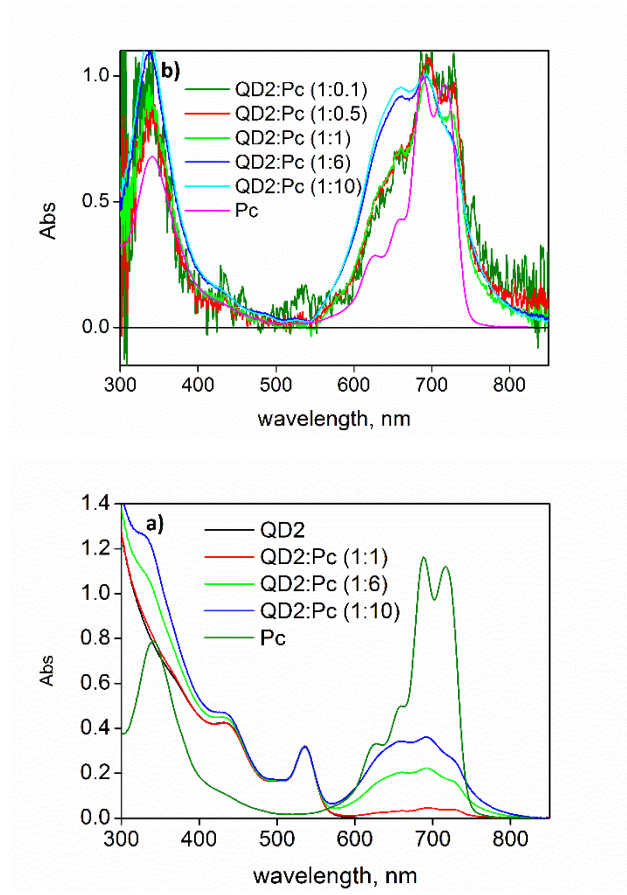 b)
QD2:Pc (1:0.1)
QD2:Pc (1:0.5)
QD2:Pc (1:1)
QD2:Pc (1:6)
QD2:Pc (1:10)
Pc
Abs
1.0
0.5
0.0
300 400 500 600 700 800
wavelength, nm
a)
QD2
QD2:Pc (1:1)
QD2:Pc (1:6)
QD2:Pc (1:10)
Pc
Abs
1.4
1.2
1.0
0.8
0.6
0.4
0.2
0.0
300 400 500 600 700 800
wavelength, nm